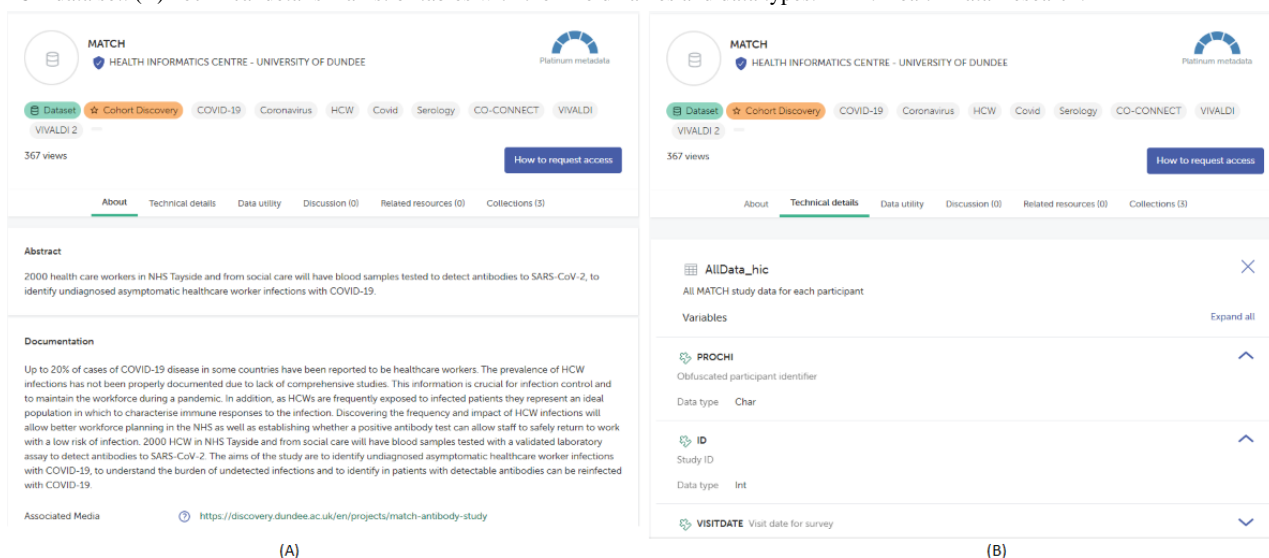 data set. (B) Technical details list of tables with their field names and data types. Health Data Research.
MATCH
HEALTH INFORMATICS CENTRE - UNIVERSITY OF DUNDEE
Platinum metadata
Dataset Cohort Discovery COVID-19 Coronavirus HCW Covid Serology CO-CONNECT VIVALDI
VIVALDI 2
367 views
How to request access
About Technical details Data utility Discussion (0) Related resources (0) Collections (3)
Abstract
2000 health care workers in NHS Tayside and from social care will have blood samples tested to detect antibodies to SARS-CoV-2, to
identify undiagnosed asymptomatic healthcare worker infections with COVID-19.
Documentation
Up to 20% of cases of COVID-19 disease in some countries have been reported to be healthcare workers. The prevalence of HCW
infections has not been properly documented due to lack of comprehensive studies. This information is crucial for infection control and
to maintain the workforce during a pandemic. In addition, as HCWs are frequently exposed to infected patients they represent an ideal
population in which to characterise immune responses to the infection. Discovering the frequency and impact of HCW infections will
allow better workforce planning in the NHS as well as establishing whether a positive antibody test can allow staff to safely return to work
with a low risk of infection. 2000 HCW in NHS Tayside and from social care will have blood samples tested with a validated laboratory
assay to detect antibodies to SARS-CoV-2. The aims of the study are to identify undiagnosed asymptomatic healthcare worker infections
with COVID-19, to understand the burden of undetected infections and to identify in patients with detectable antibodies can be reinfected
with COVID-19.
Associated Media https://discovery.dundee.ac.uk/en/projects/match-antibody-study
(A)
MATCH
HEALTH INFORMATICS CENTRE - UNIVERSITY OF DUNDEE
Platinum metadata
Dataset Cohort Discovery COVID-19 Coronavirus HCW Covid Serology CO-CONNECT VIVALDI
VIVALDI 2
367 views
How to request access
About Technical details Data utility Discussion (0) Related resources (0) Collections (3)
AllData_hic
All MATCH study data for each participant
Variables Expand all
PROCHI
Obfuscated participant identifier
Data type Char
ID
Study ID
Data type Int
VISITDATE Visit date for survey
(B)